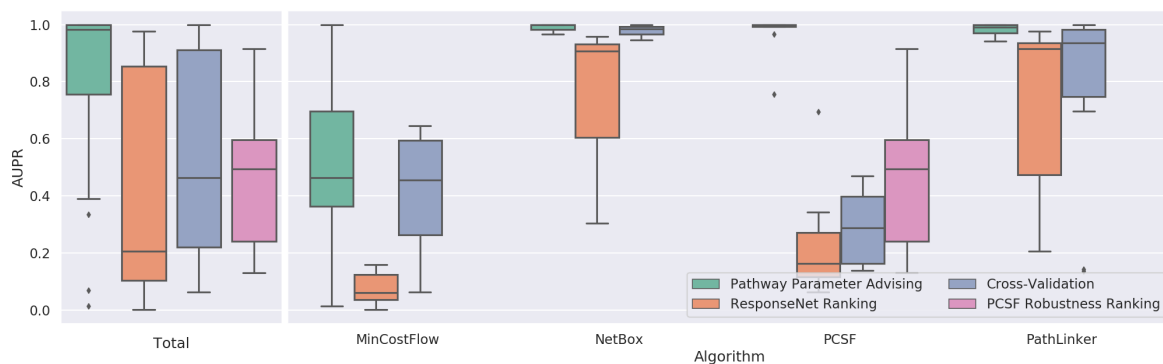 AUPR
1.0
0.8
0.6
0.4
0.2
0.0
Pathway Parameter Advising
ResponseNet Ranking
Cross-Validation
PCSF Robustness Ranking
Total
MinCostFlow
NetBox
PCSF
PathLinker
Algorithm